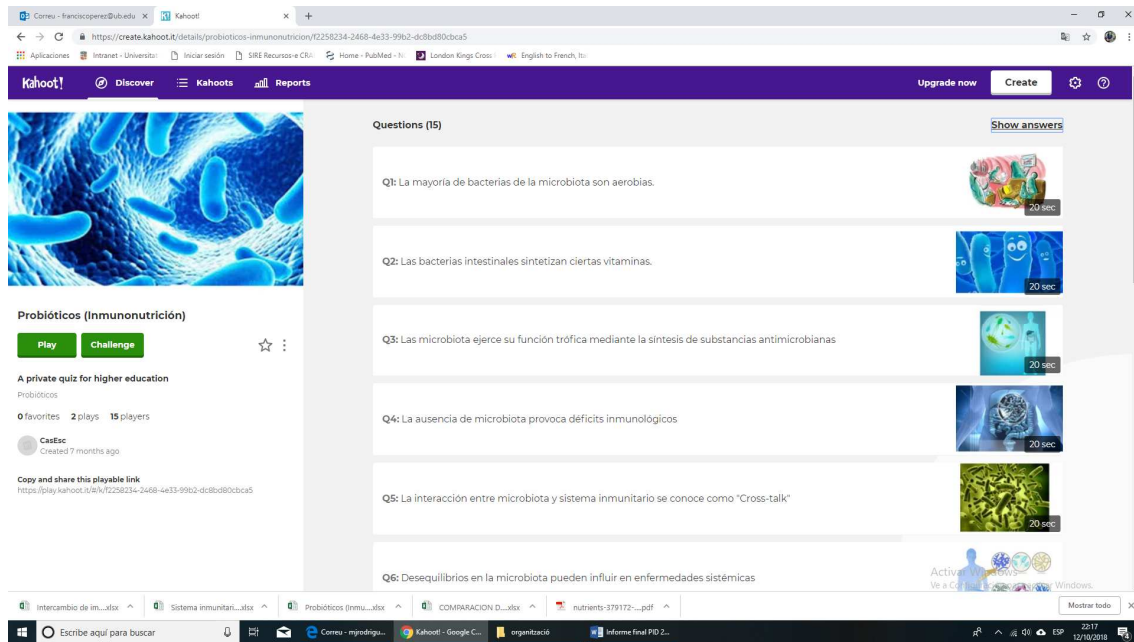 Correu - franciscoperez@ub.edu
Kahoot!
https://create.kahoot.it/details/probioticos-inmunonutricion/f2258234-2468-4e33-99b2-dc8bd80cbca5
Aplicaciones
Intranet - Universitat
Iniciar sesión
SIRE Recursos-e CRA
Home - PubMed - N
London Kings Cross
English to French, Ita
Kahoot!
Discover
Kahoots
Reports
Upgrade now
Create
Questions (15)
Show answers
Q1: La mayoría de bacterias de la microbiota son aerobias.
20 sec
Q2: Las bacterias intestinales sintetizan ciertas vitaminas.
20 sec
Q3: Las microbiota ejerce su función trófica mediante la síntesis de substancias antimicrobianas
20 sec
Q4: La ausencia de microbiota provoca déficits inmunológicos
20 sec
Q5: La interacción entre microbiota y sistema inmunitario se conoce como "Cross-talk"
20 sec
Q6: Desequilibrios en la microbiota pueden influir en enfermedades sistémicas
Probióticos (Inmunonutrición)
Play
Challenge
A private quiz for higher education
Probióticos
0 favorites 2 plays 15 players
CasEsc
Created 7 months ago
Copy and share this playable link
https://play.kahoot.it/#/k/f2258234-2468-4e33-99b2-dc8bd80cbca5
Activar Windows
Ve a Windows.
Intercambio de im....xlsx
Sistema inmunitari....xlsx
Probióticos (Inmu....xlsx
COMPARACION D....xlsx
nutrients-379172-....pdf
Mostrar todo
Escribe aquí para buscar
Correu - mjrodrigu...
Kahoot! - Google C...
organització
Informe final PID 2...
ESP
22:17
12/10/2018